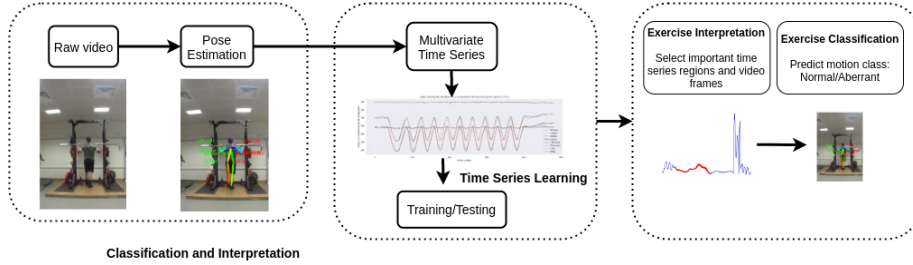 Raw video
Pose
Estimation
Classification and Interpretation
Multivariate
Time Series
Time Series Learning
Training/Testing
Exercise Interpretation
Select important time
series regions and video
frames
Exercise Classification
Predict motion class:
Normal/Aberrant